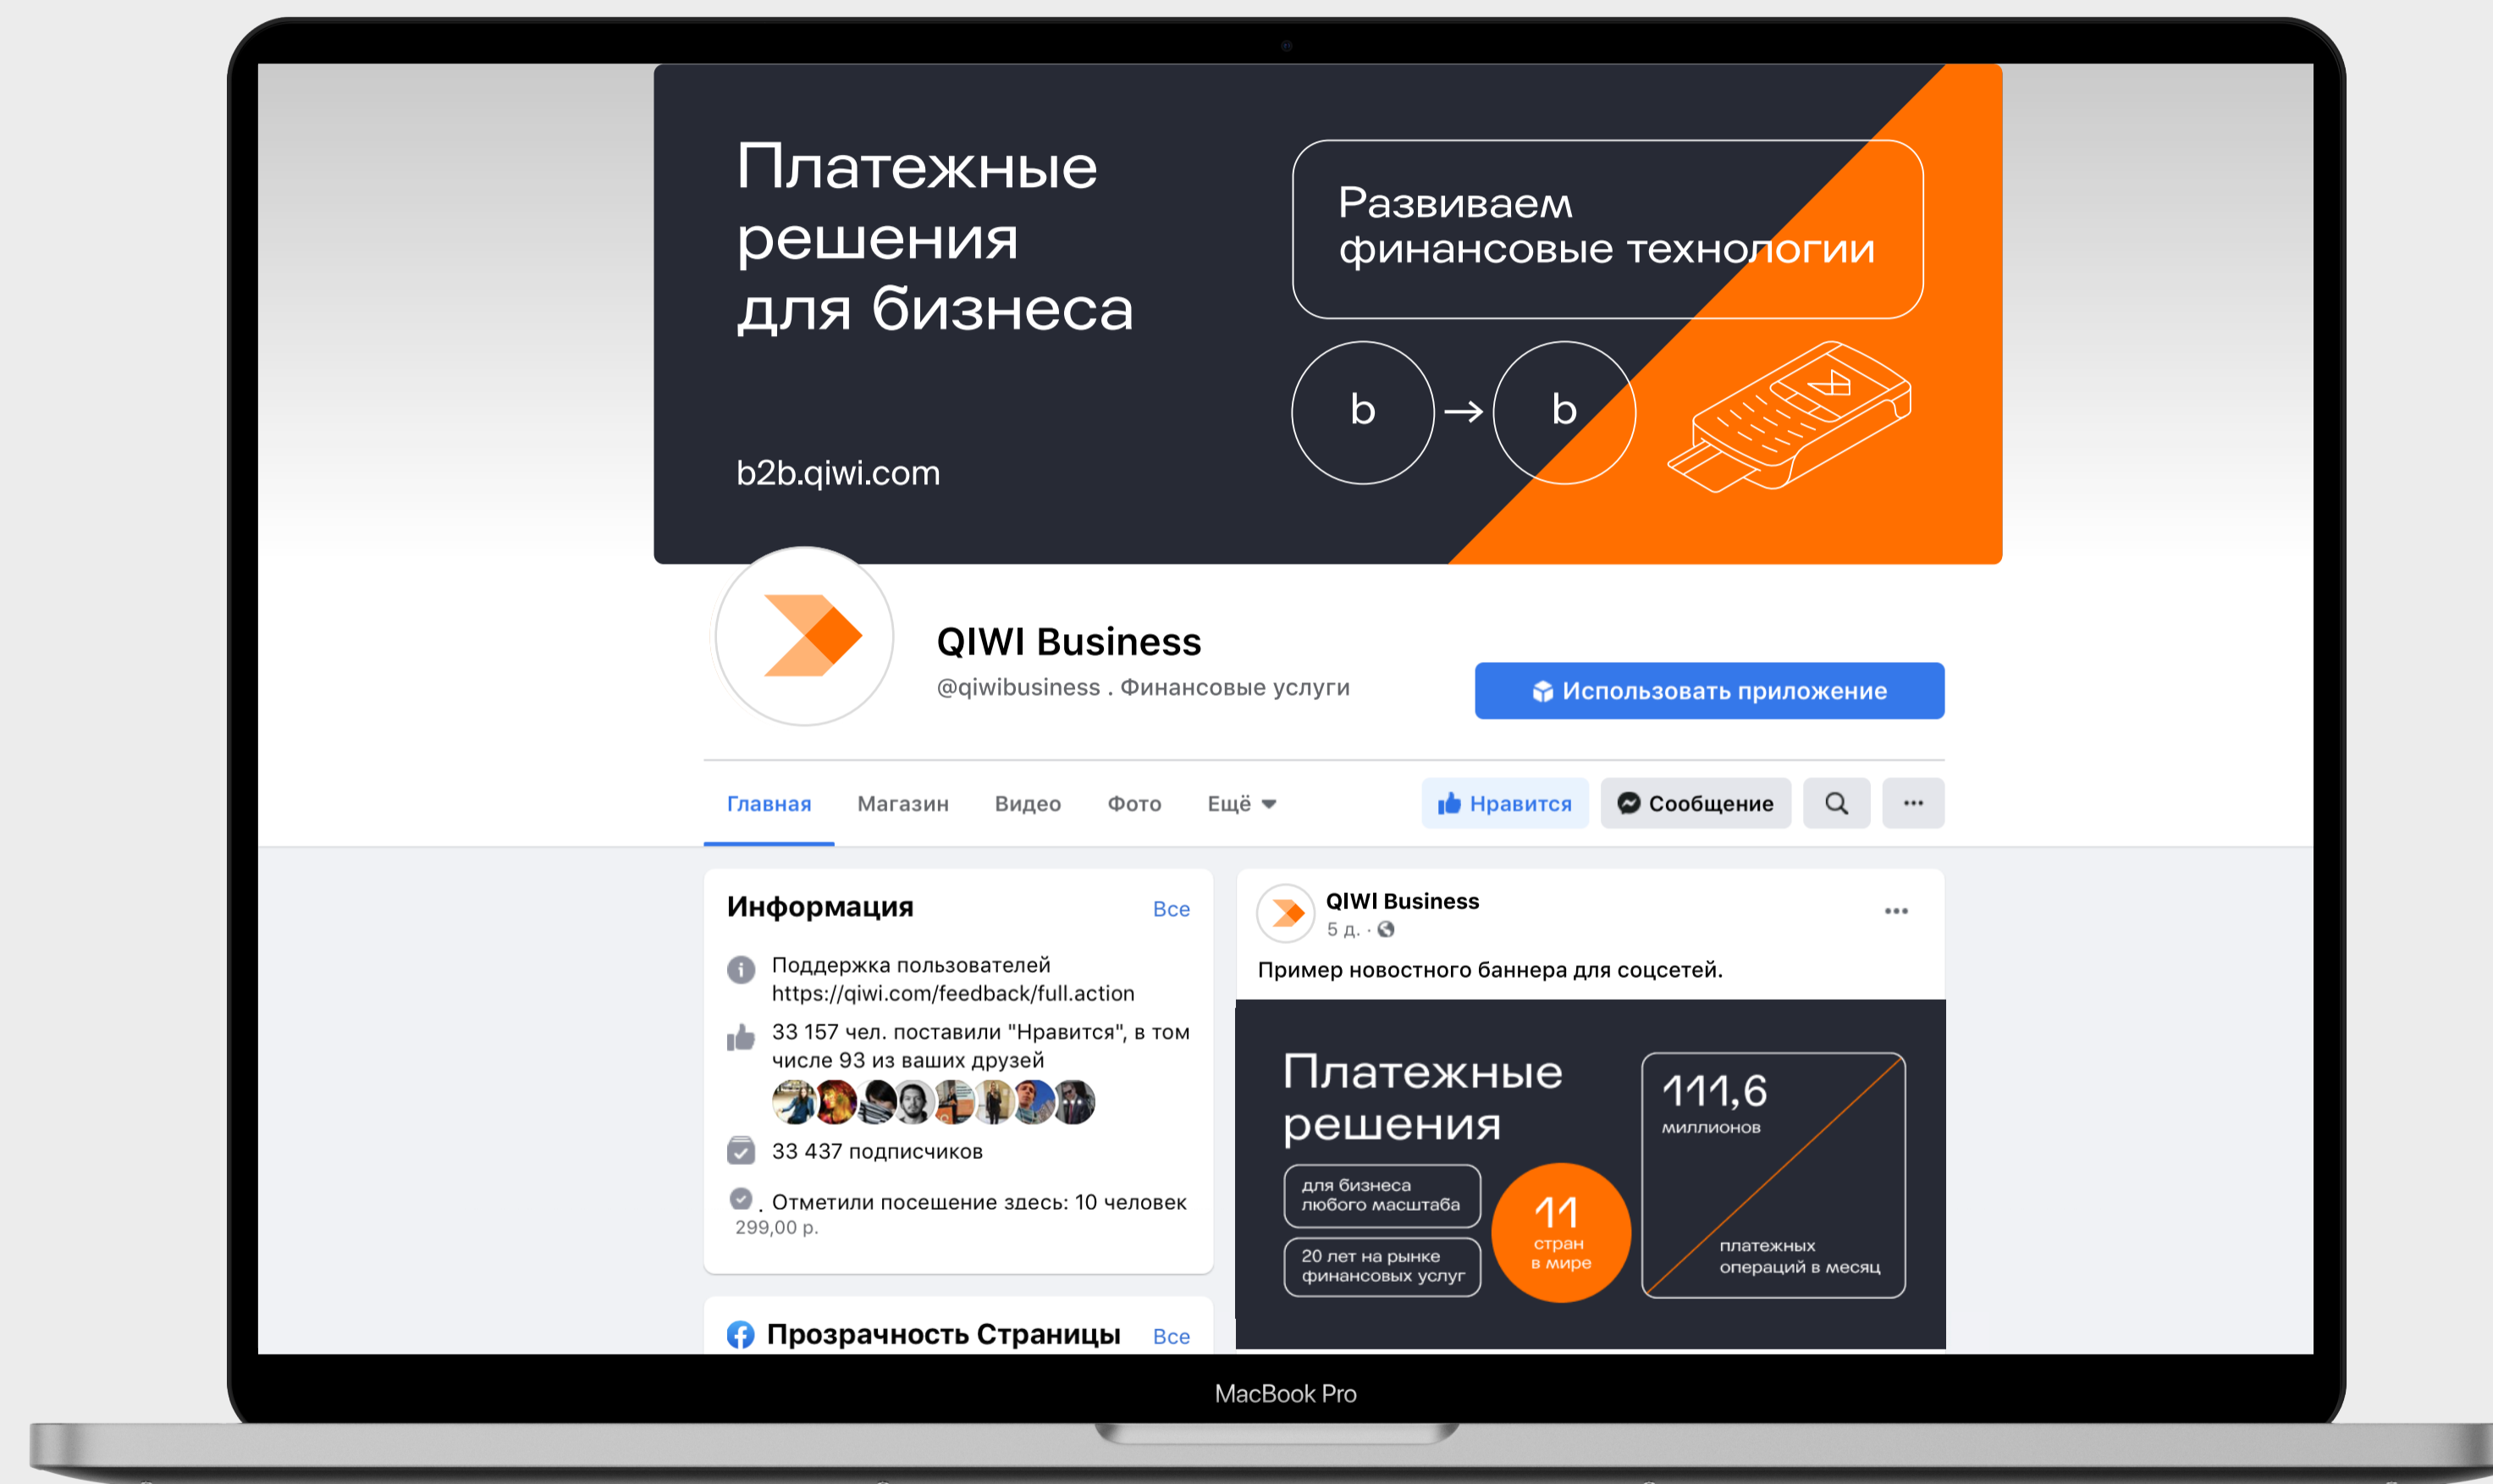 Платежные
решения
для бизнеса
b2b.qiwi.com
Развиваем
финансовые технологии
b → b
QIWI Business
@qiwibusiness . Финансовые услуги
Использовать приложение
Главная Магазин Видео Фото Ещё
Нравится Сообщение
Информация Все
Поддержка пользователей
https://qiwi.com/feedback/full.action
33 157 чел. поставили "Нравится", в том
числе 93 из ваших друзей
33 437 подписчиков
. Отметили посещение здесь: 10 человек
299,00 р.
Прозрачность Страницы Все
QIWI Business
5 д. ·
Пример новостного баннера для соцсетей.
Платежные
решения
для бизнеса
любого масштаба
20 лет на рынке
финансовых услуг
11
стран
в мире
111,6
миллионов
платежных
операций в месяц
MacBook Pro